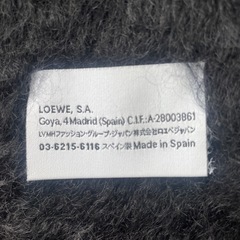 LOEWE, S.A.
Goya, 4 Madrid (Spain) C.I.F.: A-28003861
LVMHファッション・グループ・ジャパン株式会社ロエベジャパン
03-6215-6116 スペイン製 Made in Spain